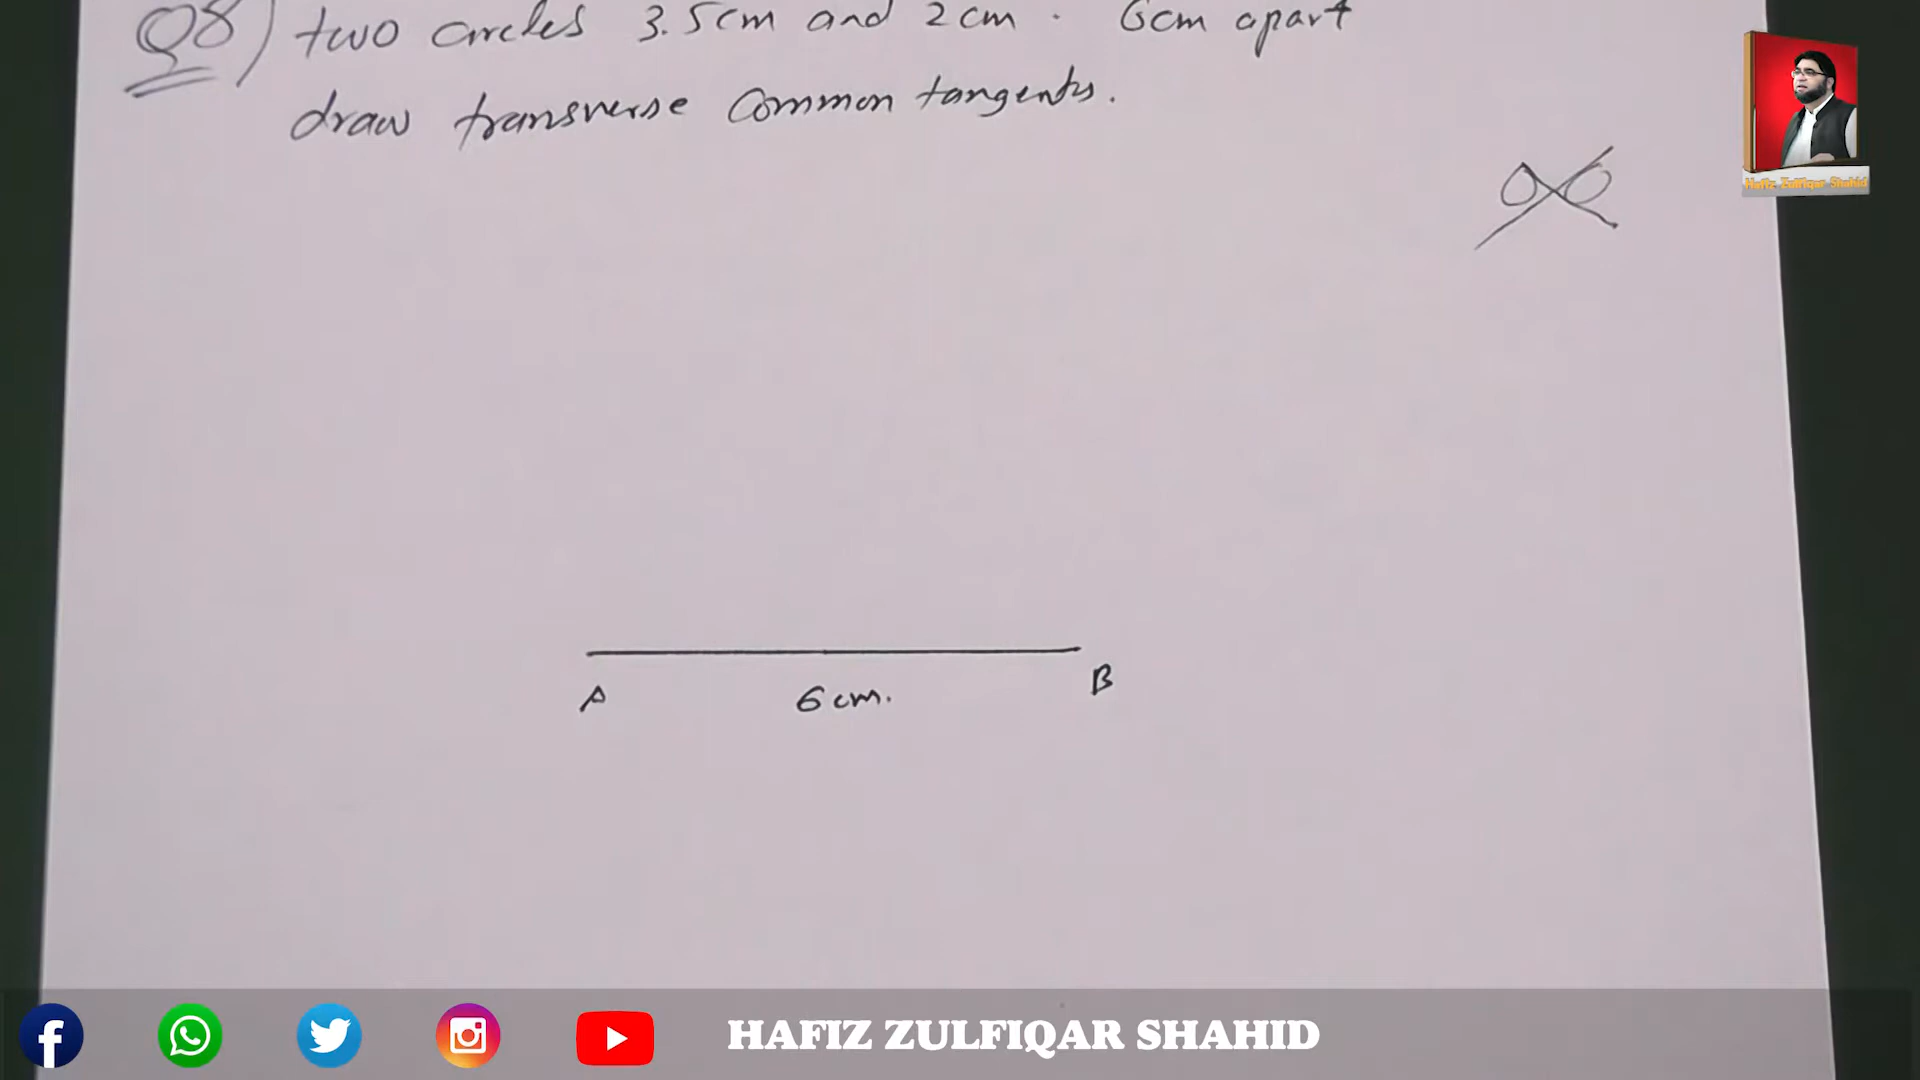 Q8) two circles 3.5cm and 2cm . 6cm apart
draw transverse common tangents.
Hafiz Zulfiqar Shahid
A 6cm. B
HAFIZ ZULFIQAR SHAHID